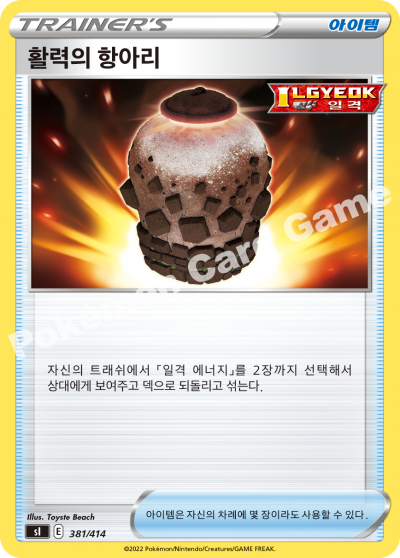 TRAINER'S
아이템
활력의 항아리
ILGYEOK
일격
Pokémon Card Game
자신의 트래쉬에서 「일격 에너지」를 2장까지 선택해서
상대에게 보여주고 덱으로 되돌리고 섞는다.
Illus. Toyste Beach
sI E 381/414
아이템은 자신의 차례에 몇 장이라도 사용할 수 있다.
©2022 Pokémon/Nintendo/Creatures/GAME FREAK.